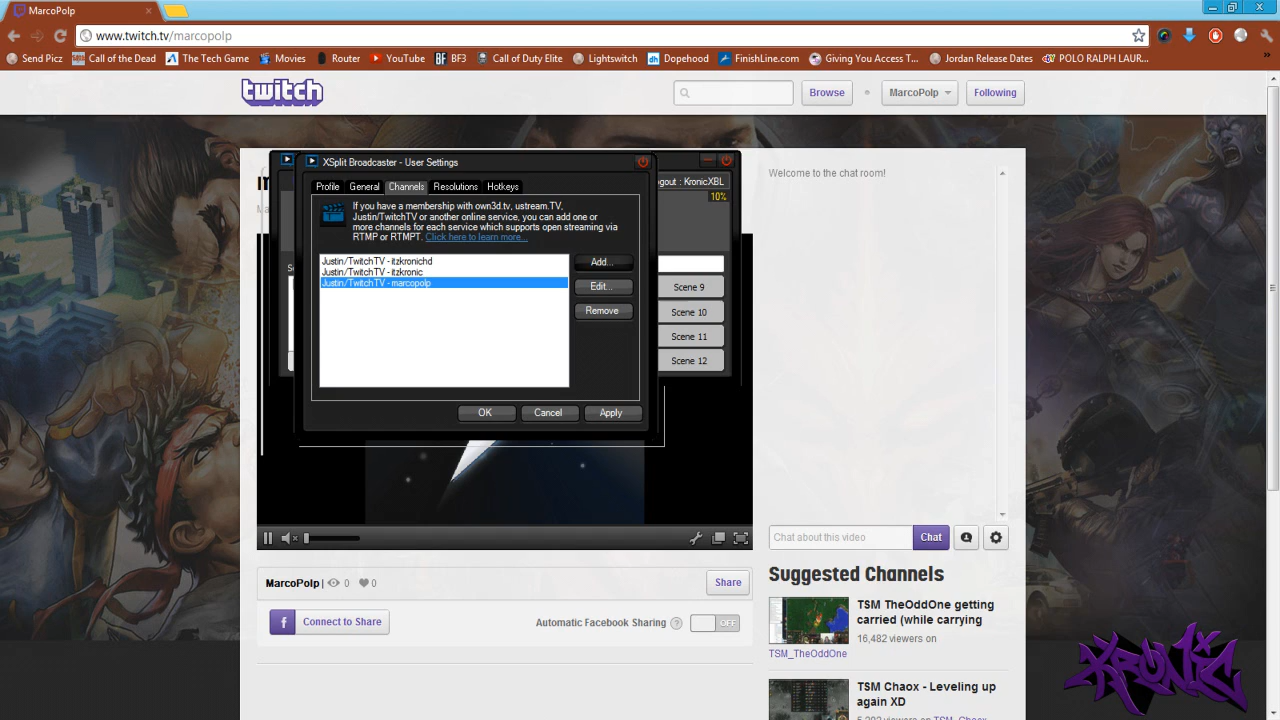 MarcoPolp
www.twitch.tv/marcopolp
Send Picz
Call of the Dead
The Tech Game
Movies
Router
YouTube
BF3
Call of Duty Elite
Lightswitch
Dopehood
FinishLine.com
Giving You Access T...
Jordan Release Dates
POLO RALPH LAUR...
twitch
Browse
MarcoPolp
Following
XSplit Broadcaster - User Settings
Logout : KronicXBL
10%
Profile
General
Channels
Resolutions
Hotkeys
If you have a membership with own3d.tv, ustream.TV,
Justin/TwitchTV or another online service, you can add one or
more channels for each service which supports open streaming via
RTMP or RTMPT. Click here to learn more...
Justin/TwitchTV - itzkronichd
Justin/TwitchTV - itzkronic
Justin/TwitchTV - marcopolp
Add...
Edit...
Remove
Scene 9
Scene 10
Scene 11
Scene 12
OK
Cancel
Apply
Welcome to the chat room!
Chat about this video
Chat
MarcoPolp | 0 0
Share
f Connect to Share
Automatic Facebook Sharing ? OFF
Suggested Channels
TSM TheOddOne getting
carried (while carrying
16,482 viewers on
TSM_TheOddOne
TSM Chaox - Leveling up
again XD
KRONIC